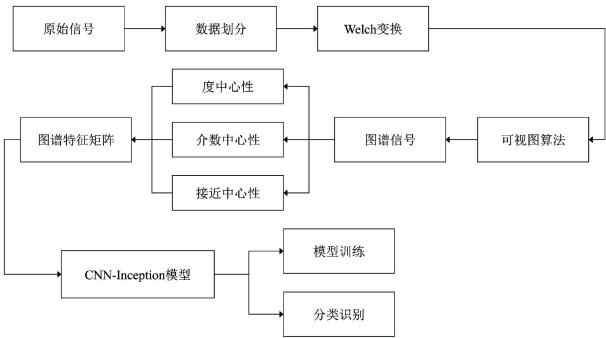 原始信号
数据划分
Welch变换
可视图算法
图谱信号
度中心性
介数中心性
接近中心性
图谱特征矩阵
CNN-Inception模型
模型训练
分类识别